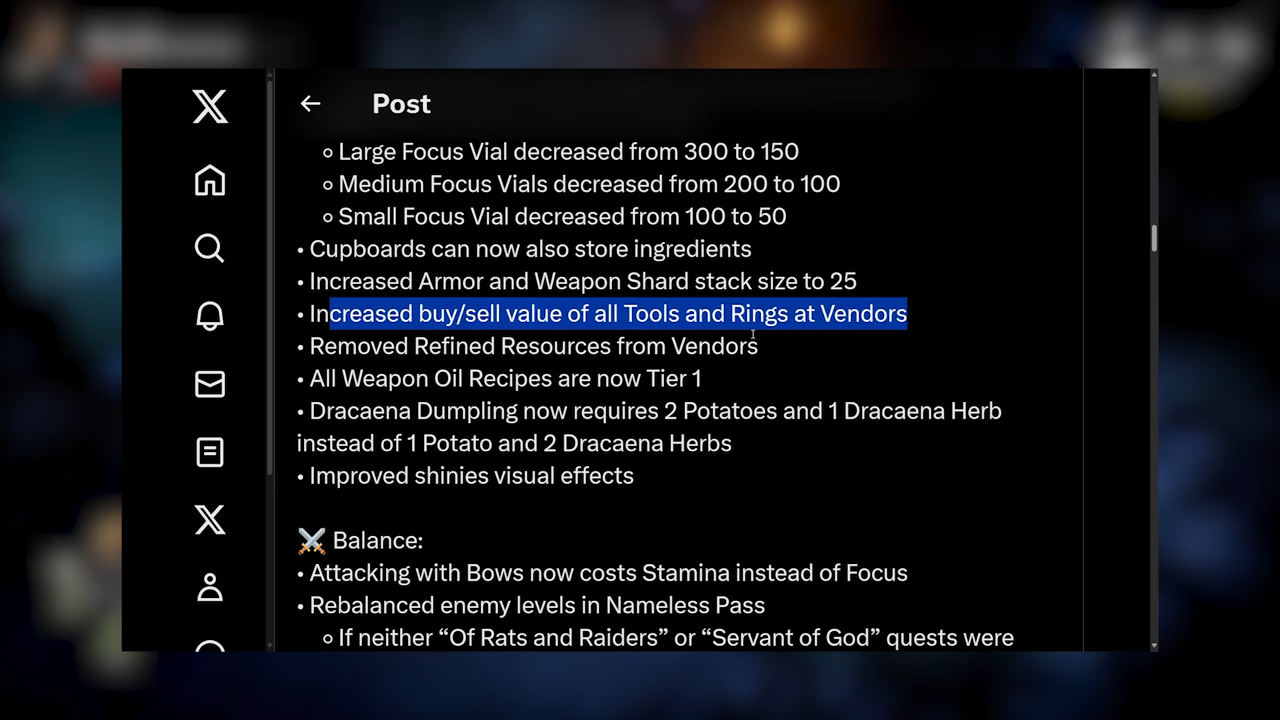 Post
◦ Large Focus Vial decreased from 300 to 150
◦ Medium Focus Vials decreased from 200 to 100
◦ Small Focus Vial decreased from 100 to 50
• Cupboards can now also store ingredients
• Increased Armor and Weapon Shard stack size to 25
• Increased buy/sell value of all Tools and Rings at Vendors
• Removed Refined Resources from Vendors
• All Weapon Oil Recipes are now Tier 1
• Dracaena Dumpling now requires 2 Potatoes and 1 Dracaena Herb
instead of 1 Potato and 2 Dracaena Herbs
• Improved shinies visual effects
⚔️ Balance:
• Attacking with Bows now costs Stamina instead of Focus
• Rebalanced enemy levels in Nameless Pass
◦ If neither “Of Rats and Raiders” or “Servant of God” quests were